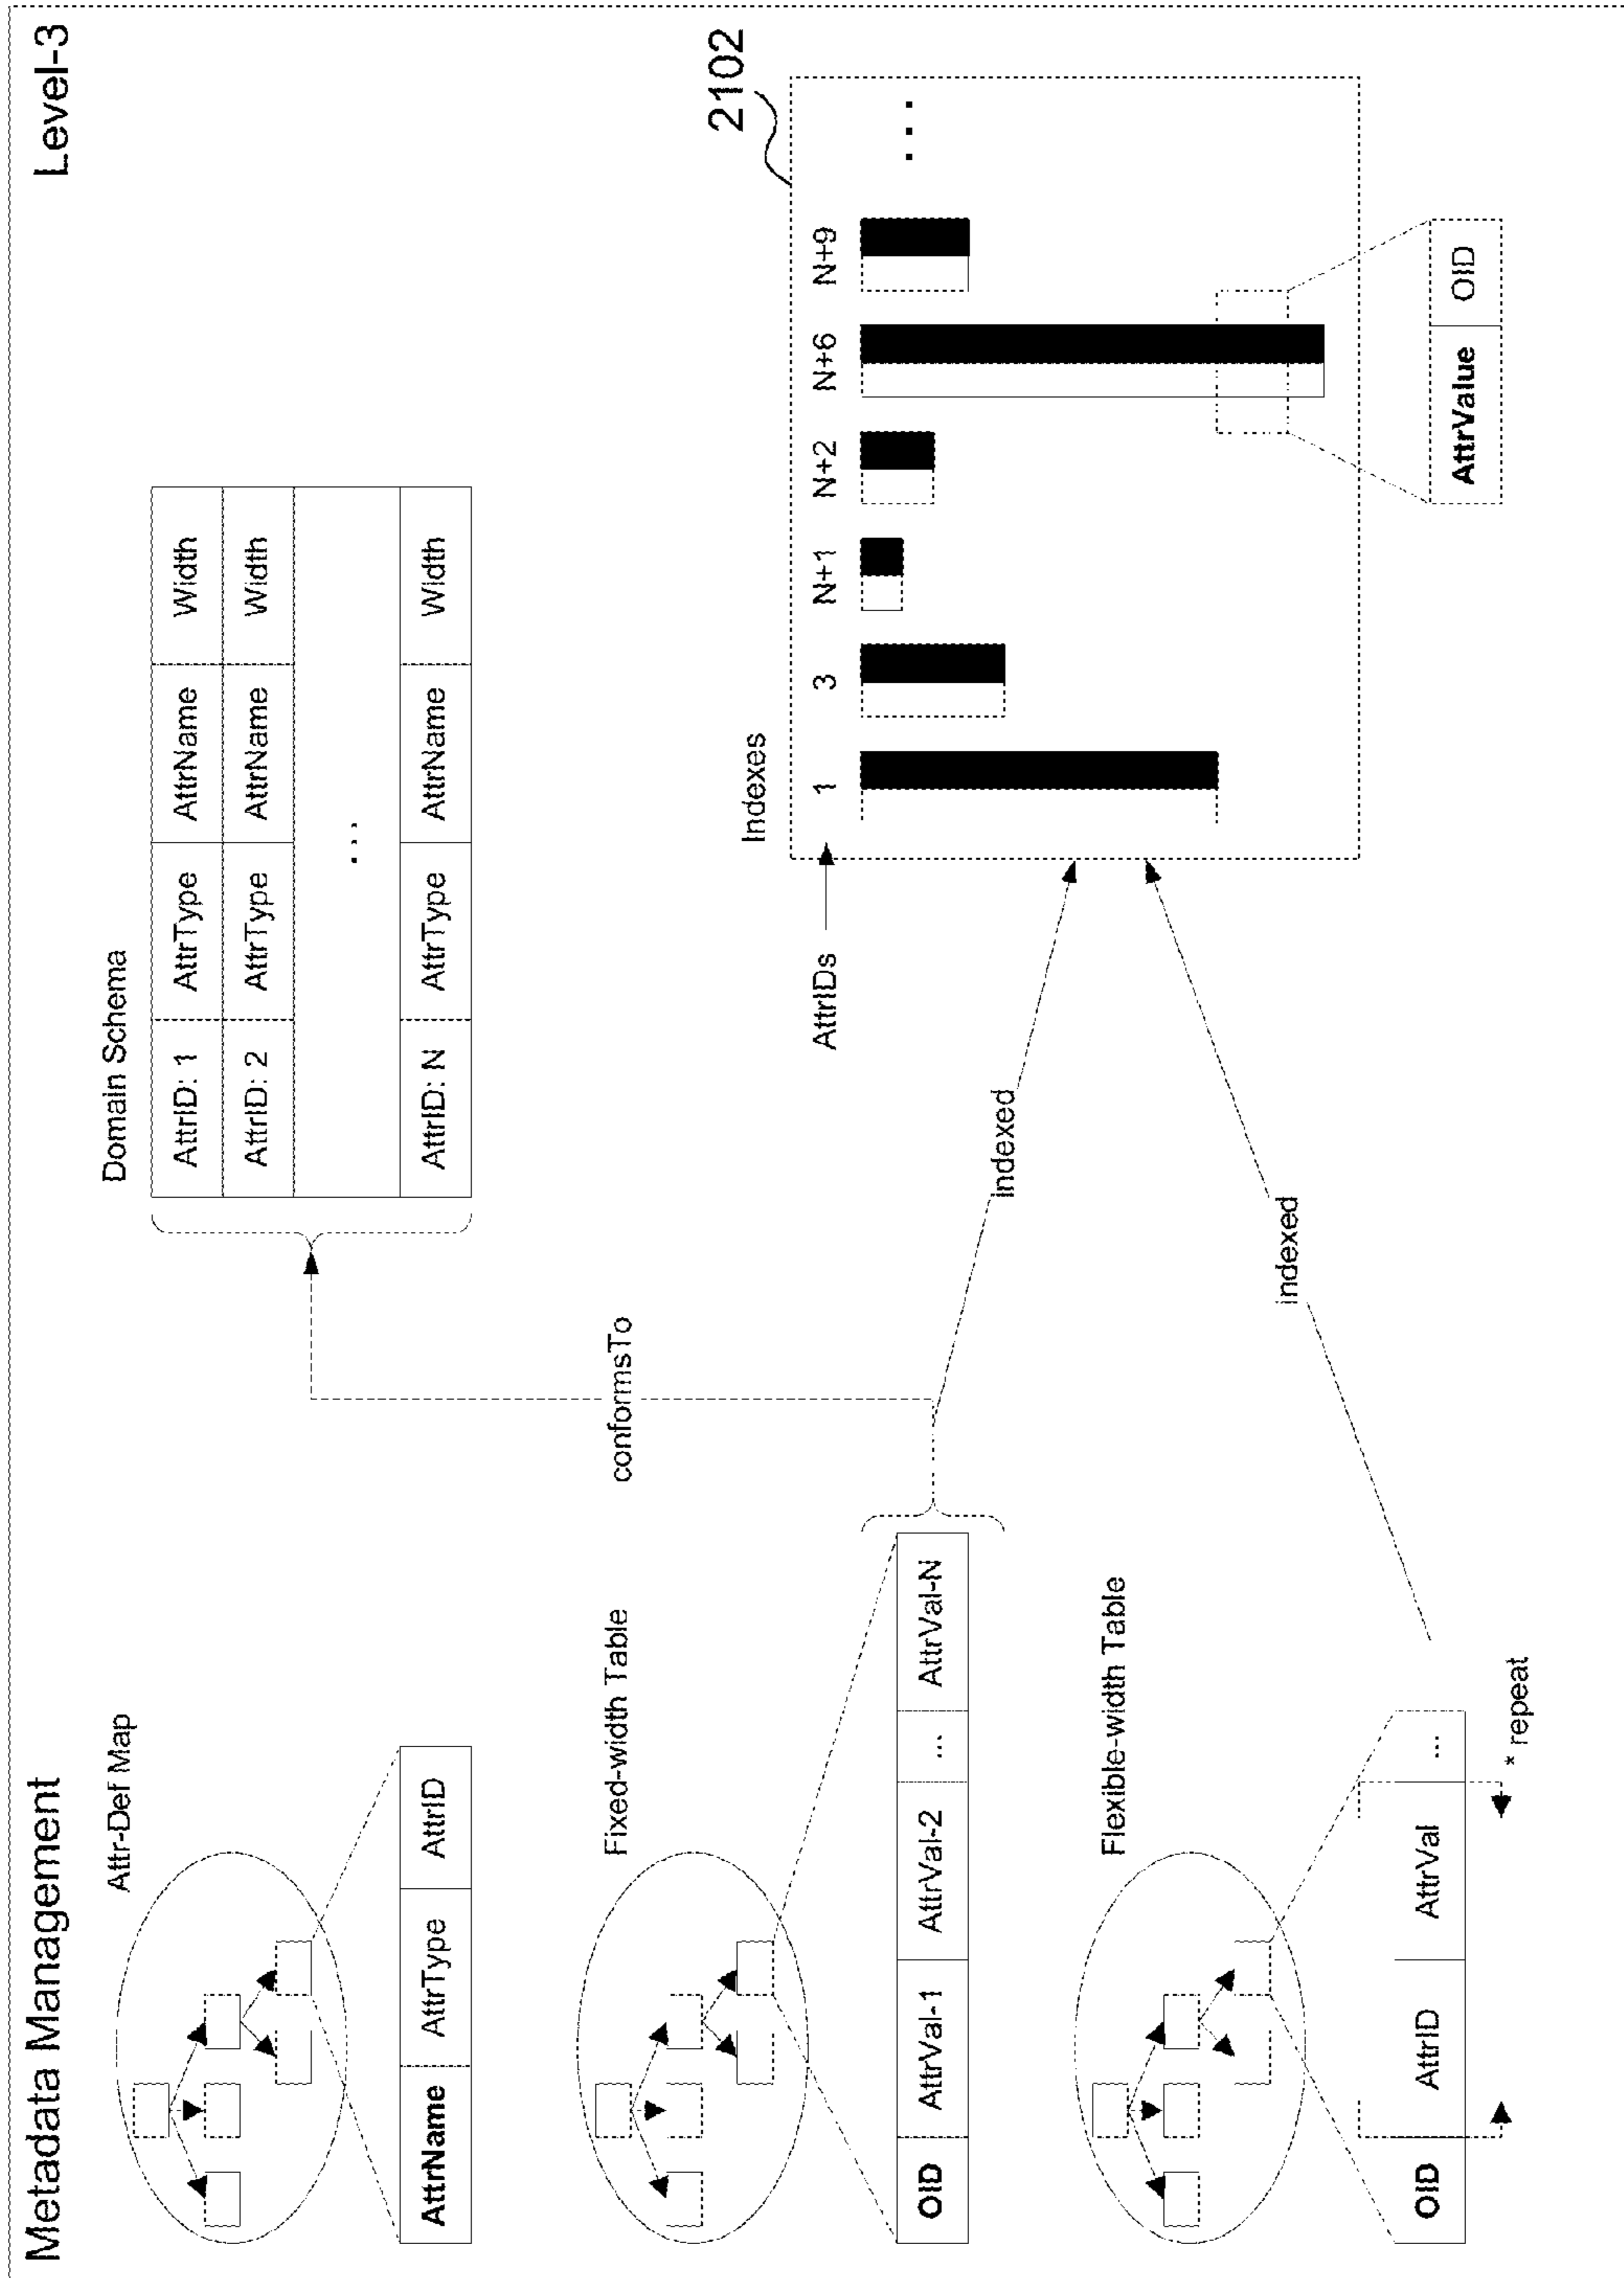 Metadata Management
Level-3
Attr-Def Map
AttrName AttrType AttrID
Domain Schema
AttrID: 1 AttrType AttrName Width
AttrID: 2 AttrType AttrName Width
...
AttrID: N AttrType AttrName Width
conformsTo
Fixed-width Table
OID AttrVal-1 AttrVal-2 ... AttrVal-N
indexed
Flexible-width Table
OID AttrID AttrVal ...
* repeat
indexed
Indexes
2102
AttrIDs
1 3 N+1 N+2 N+6 N+9 ...
AttrValue OID